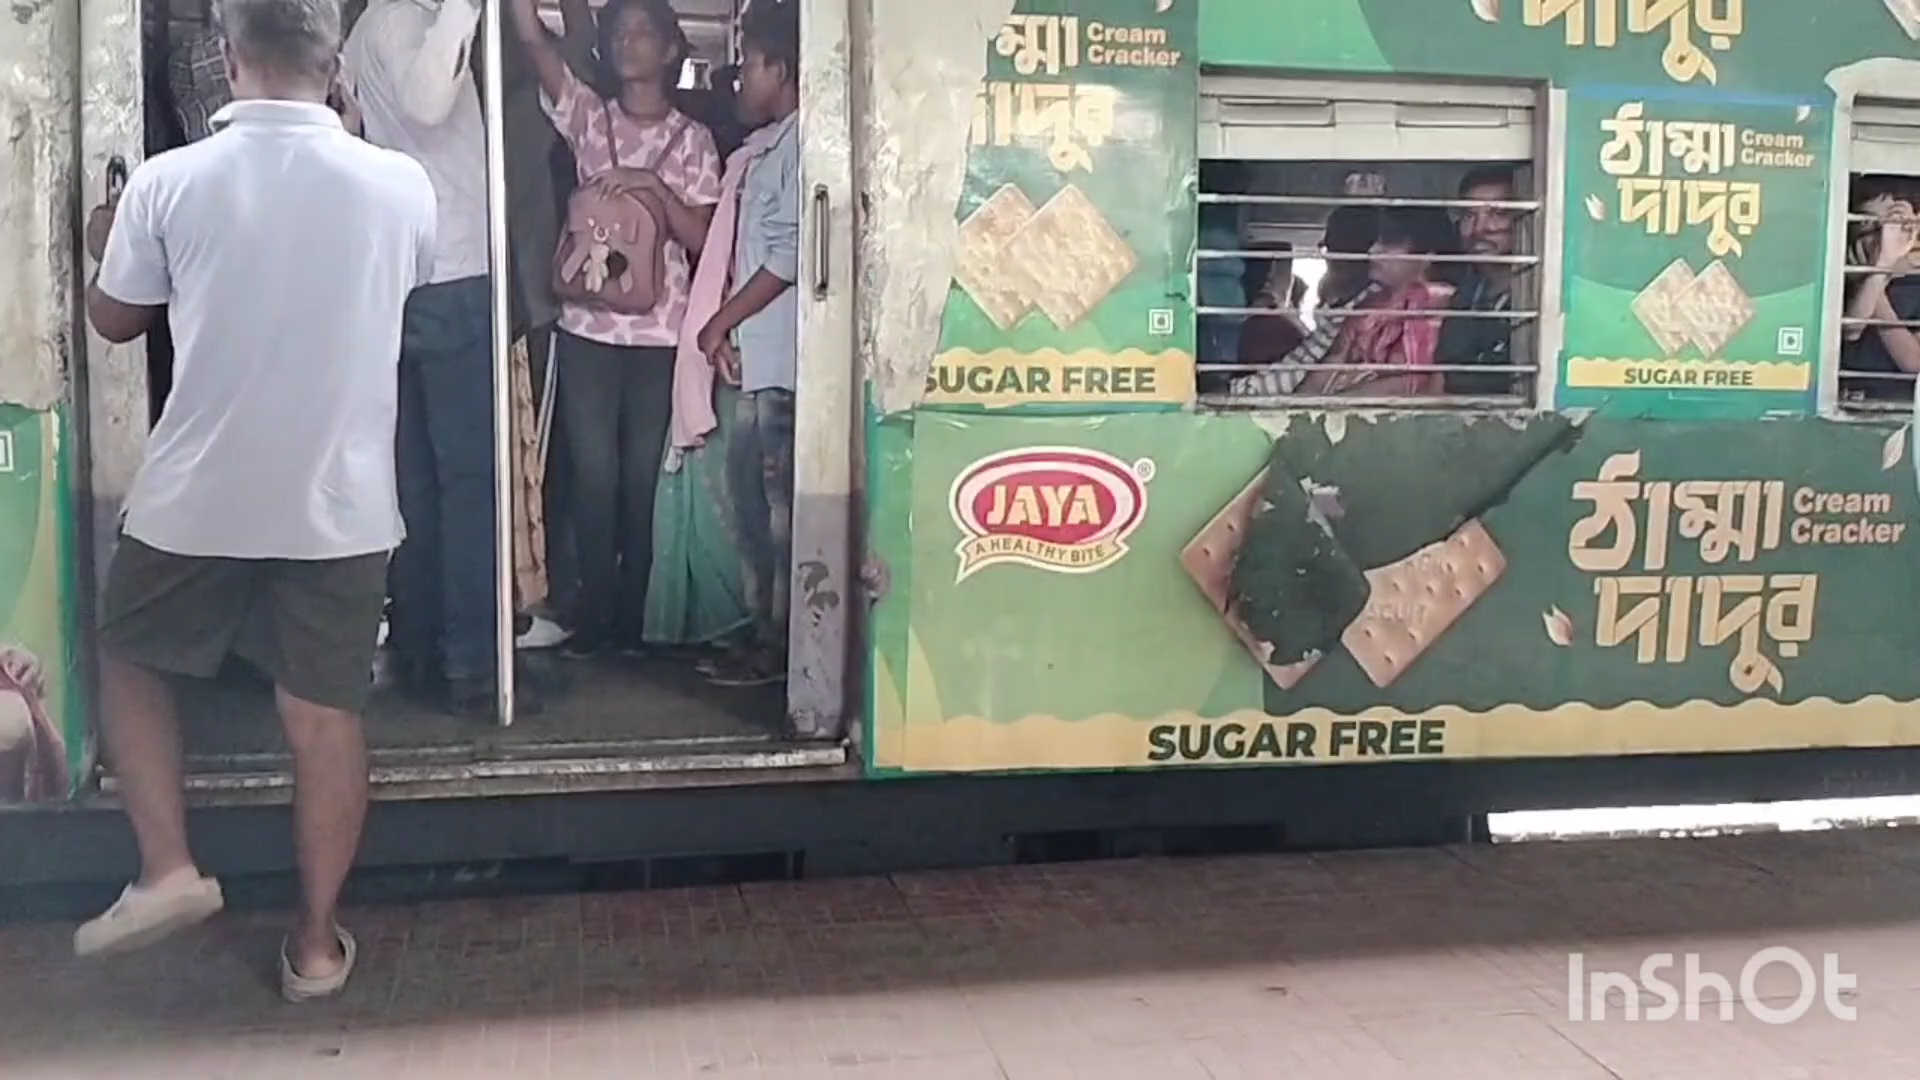 দাদুর
ঠাম্মা Cream
Cracker
দাদুর
SUGAR FREE
ঠাম্মা Cream
Cracker
দাদুর
SUGAR FREE
JAYA®
A HEALTHY BITE
ঠাম্মা Cream
Cracker
দাদুর
SUGAR FREE
InShOt